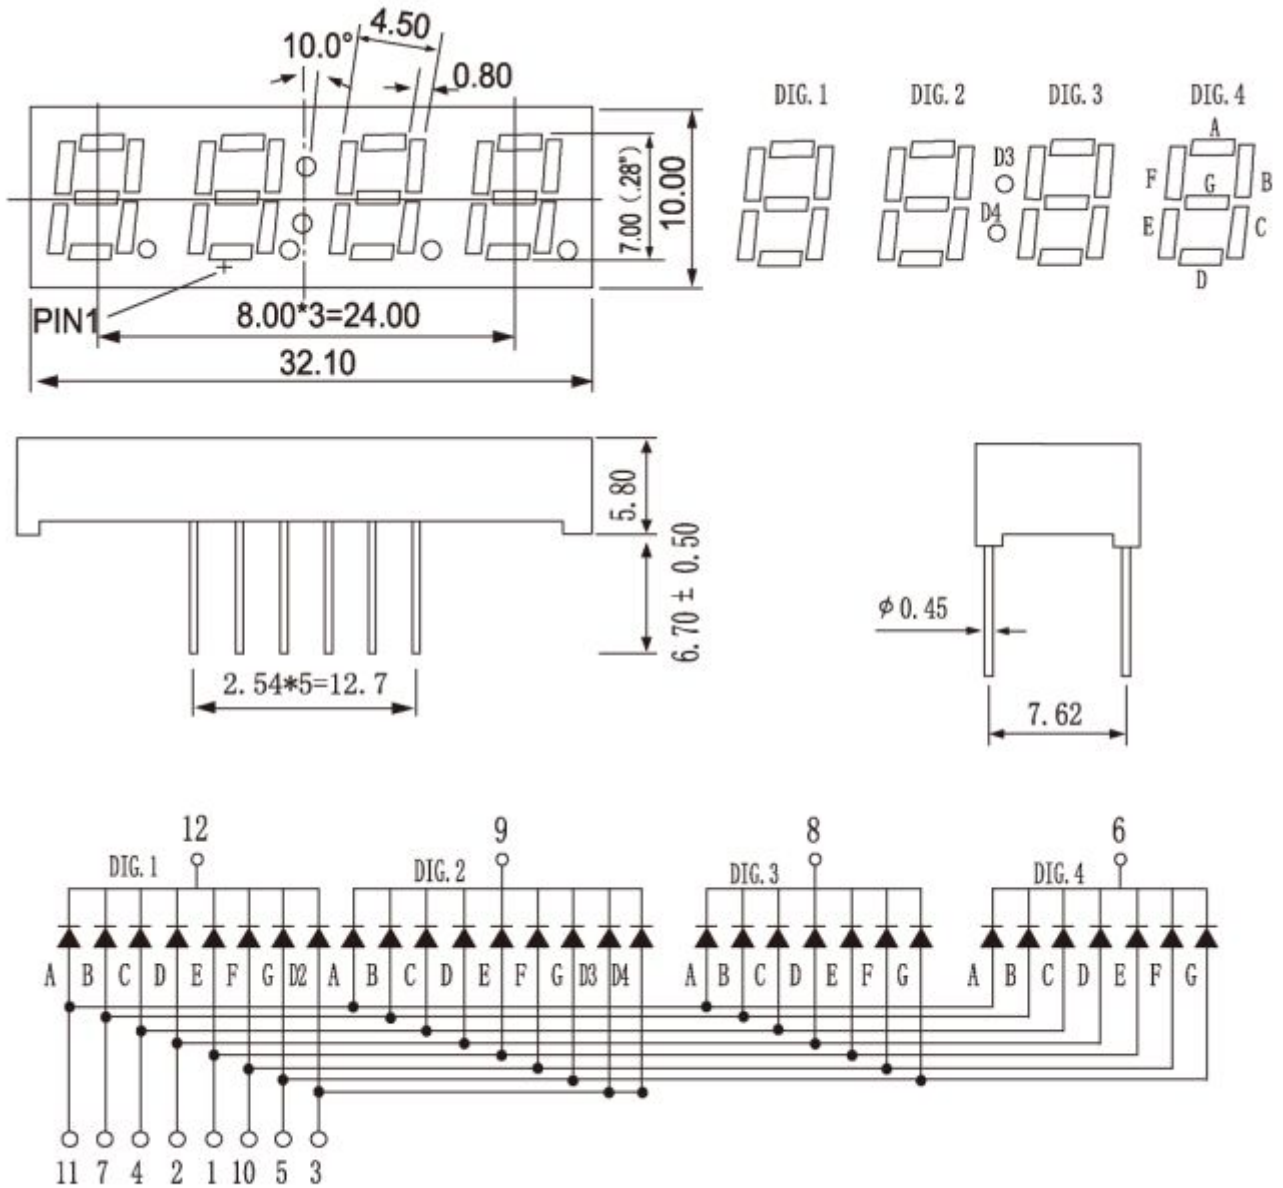 4.50
10.0°
0.80
7.00 (.28")
10.00
PIN1
8.00*3=24.00
32.10
DIG.1 DIG.2 DIG.3 DIG.4
A
D3
F G B
D4
E C
D
5.80
6.70 ± 0.50
2.54*5=12.7
ϕ0.45
7.62
12 9 8 6
DIG.1 DIG.2 DIG.3 DIG.4
A B C D E F G D2 A B C D E F G D3 D4 A B C D E F G A B C D E F G
11 7 4 2 1 10 5 3